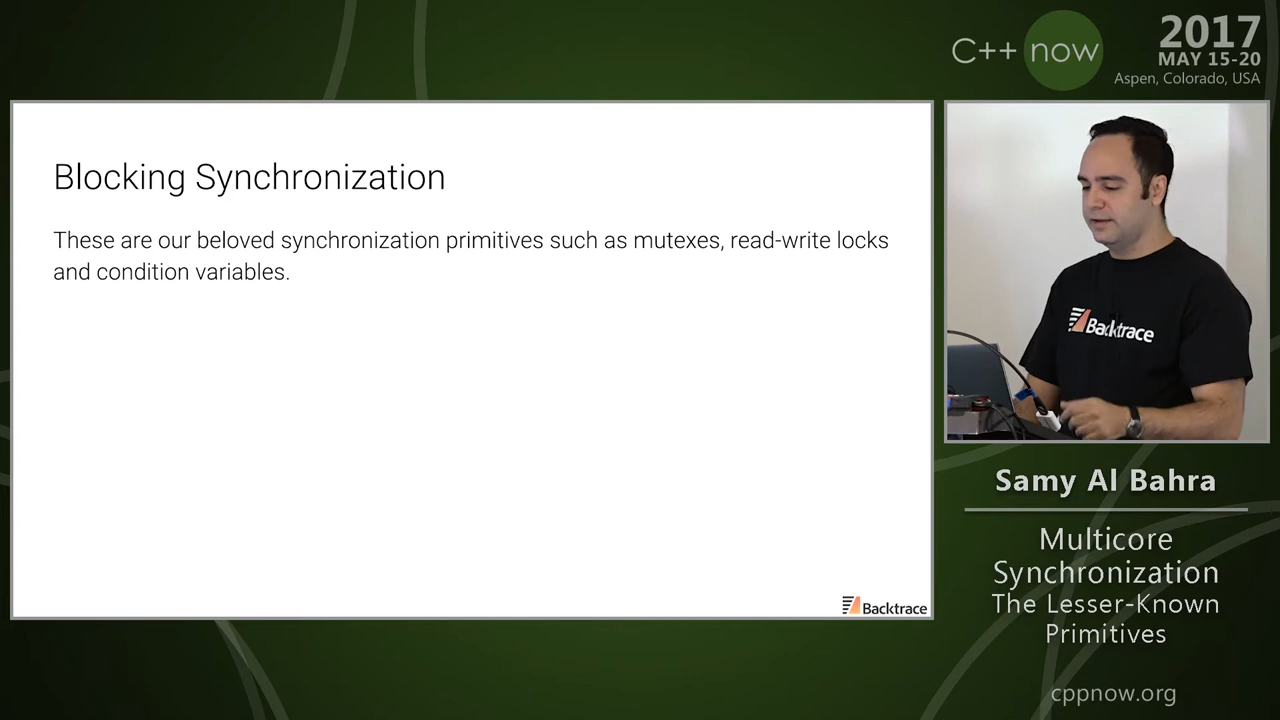 C++ now
2017
MAY 15-20
Aspen, Colorado, USA
Blocking Synchronization
These are our beloved synchronization primitives such as mutexes, read-write locks
and condition variables.
Backtrace
Backtrace
Samy Al Bahra
Multicore
Synchronization
The Lesser-Known
Primitives
cppnow.org